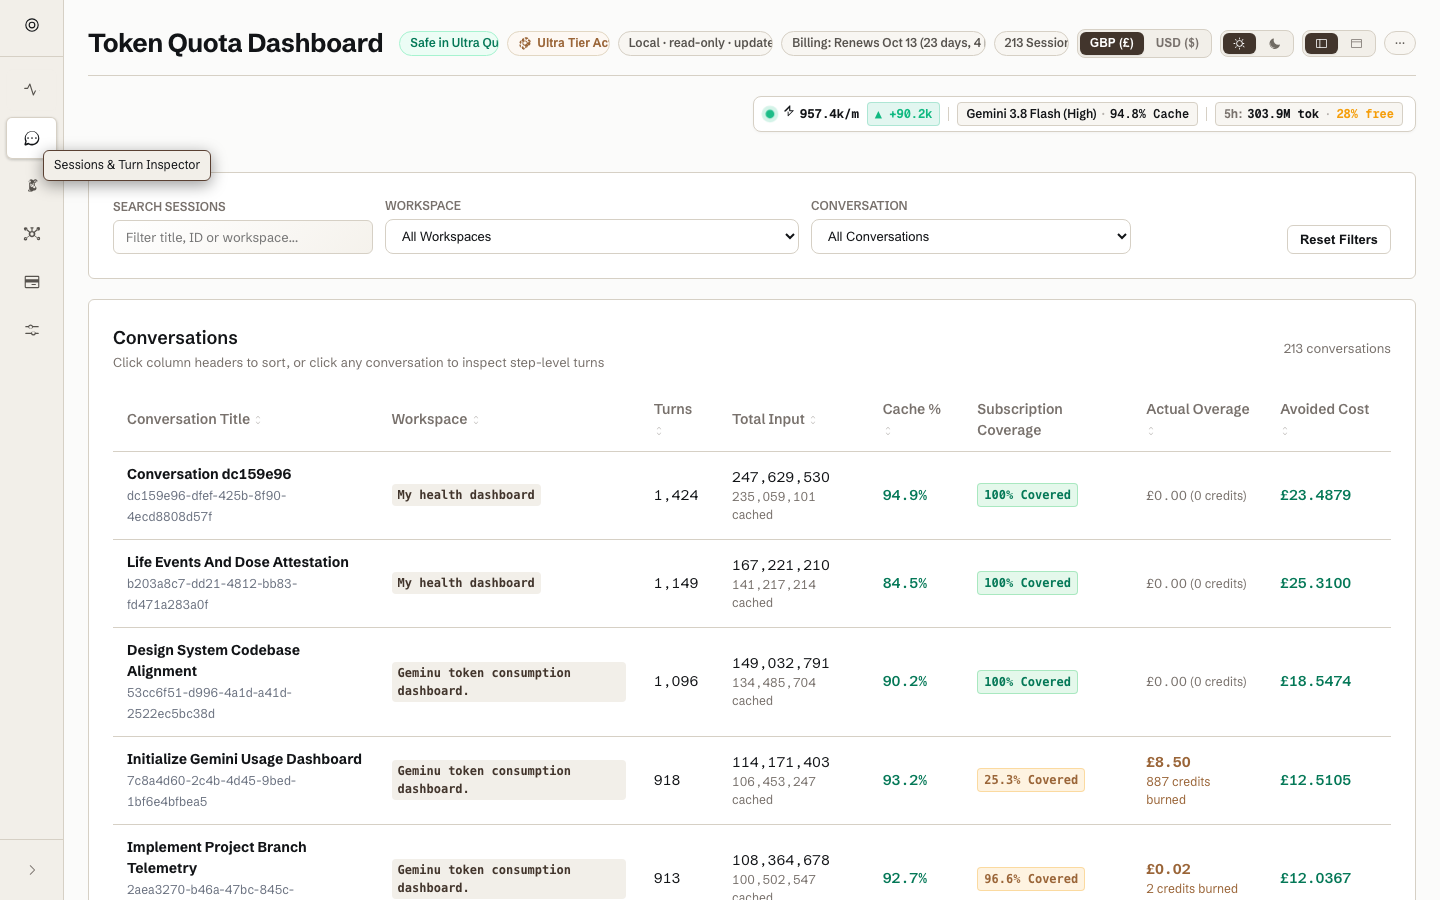 Token Quota Dashboard
Safe in Ultra Qu
Ultra Tier Ac
Local · read-only · update
Billing: Renews Oct 13 (23 days, 4
213 Session
GBP (£) USD ($)
957.4k/m ▲ +90.2k Gemini 3.8 Flash (High) · 94.8% Cache 5h: 303.9M tok · 28% free
Sessions & Turn Inspector
SEARCH SESSIONS WORKSPACE CONVERSATION
Filter title, ID or workspace... All Workspaces All Conversations Reset Filters
Conversations
Click column headers to sort, or click any conversation to inspect step-level turns
213 conversations
Conversation Title Workspace Turns Total Input Cache % Subscription Coverage Actual Overage Avoided Cost
Conversation dc159e96
dc159e96-dfef-425b-8f90-
4ecd8808d57f
My health dashboard
1,424
247,629,530
235,059,101
cached
94.9%
100% Covered
£0.00 (0 credits)
£23.4879
Life Events And Dose Attestation
b203a8c7-dd21-4812-bb83-
fd471a283a0f
My health dashboard
1,149
167,221,210
141,217,214
cached
84.5%
100% Covered
£0.00 (0 credits)
£25.3100
Design System Codebase
Alignment
53cc6f51-d996-4a1d-a41d-
2522ec5bc38d
Geminu token consumption
dashboard.
1,096
149,032,791
134,485,704
cached
90.2%
100% Covered
£0.00 (0 credits)
£18.5474
Initialize Gemini Usage Dashboard
7c8a4d60-2c4b-4d45-9bed-
1bf6e4bfbea5
Geminu token consumption
dashboard.
918
114,171,403
106,453,247
cached
93.2%
25.3% Covered
£8.50
887 credits
burned
£12.5105
Implement Project Branch
Telemetry
2aea3270-b46a-47bc-845c-
Geminu token consumption
dashboard.
913
108,364,678
100,502,547
cached
92.7%
96.6% Covered
£0.02
2 credits burned
£12.0367